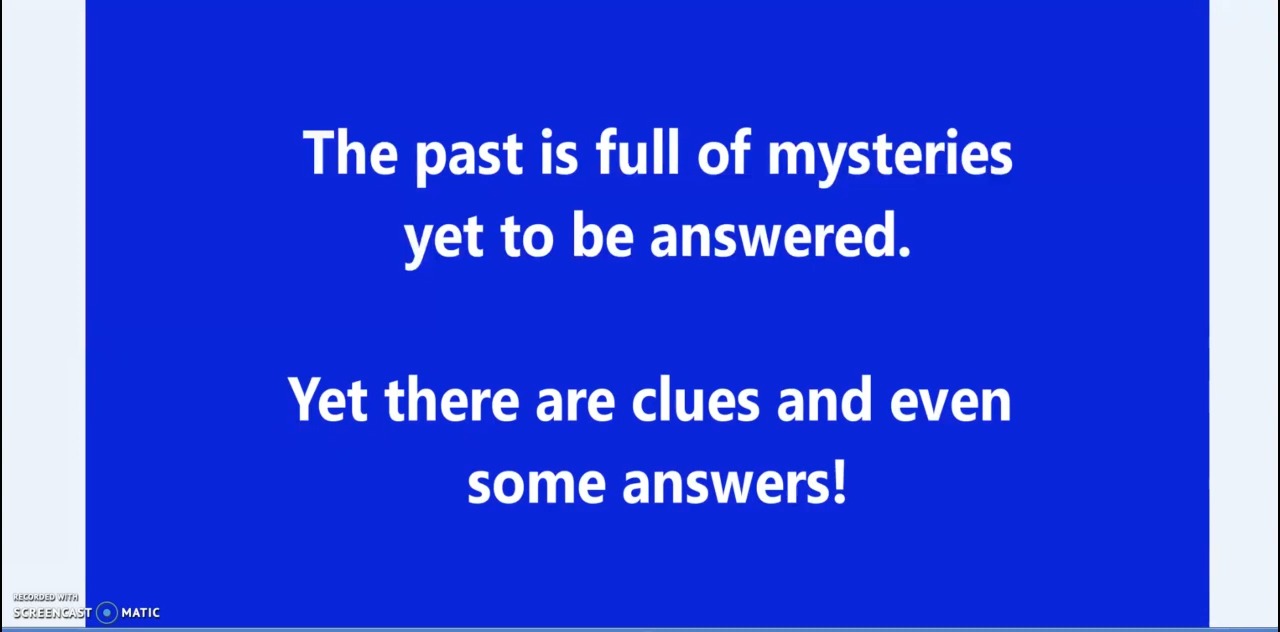 The past is full of mysteries
yet to be answered.
Yet there are clues and even
some answers!
RECORDED WITH
SCREENCAST MATIC